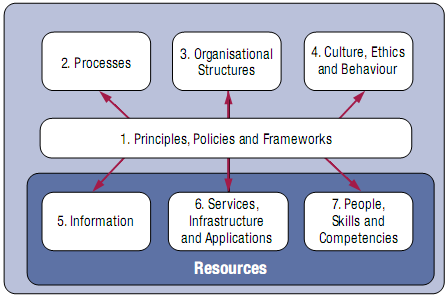 2. Processes
3. Organisational
Structures
4. Culture, Ethics
and Behaviour
1. Principles, Policies and Frameworks
5. Information
6. Services,
Infrastructure
and Applications
7. People,
Skills and
Competencies
Resources